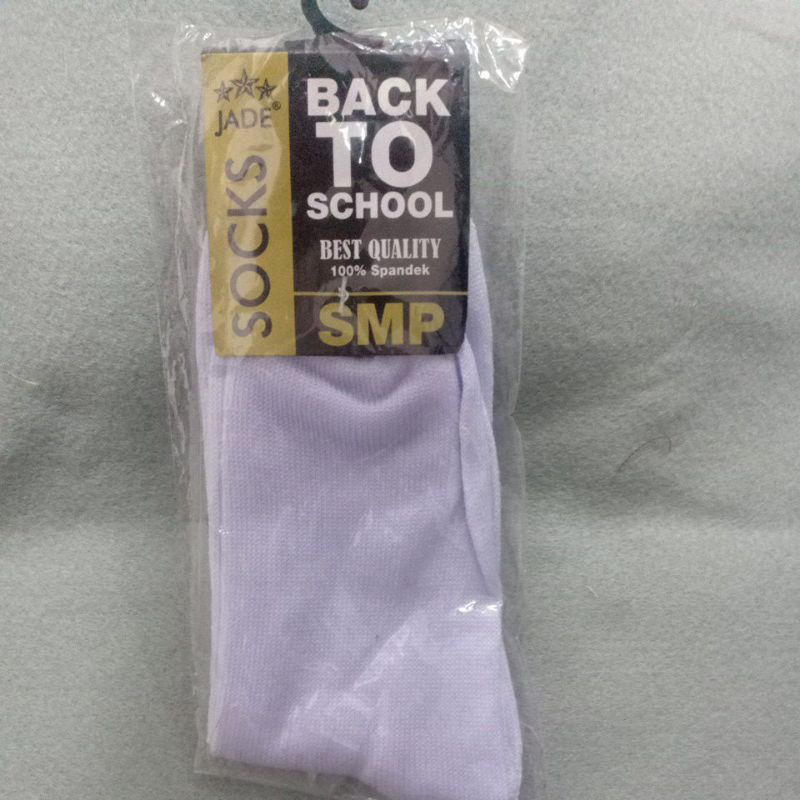 JADE®
SOCKS
BACK
TO
SCHOOL
BEST QUALITY
100% Spandek
SMP